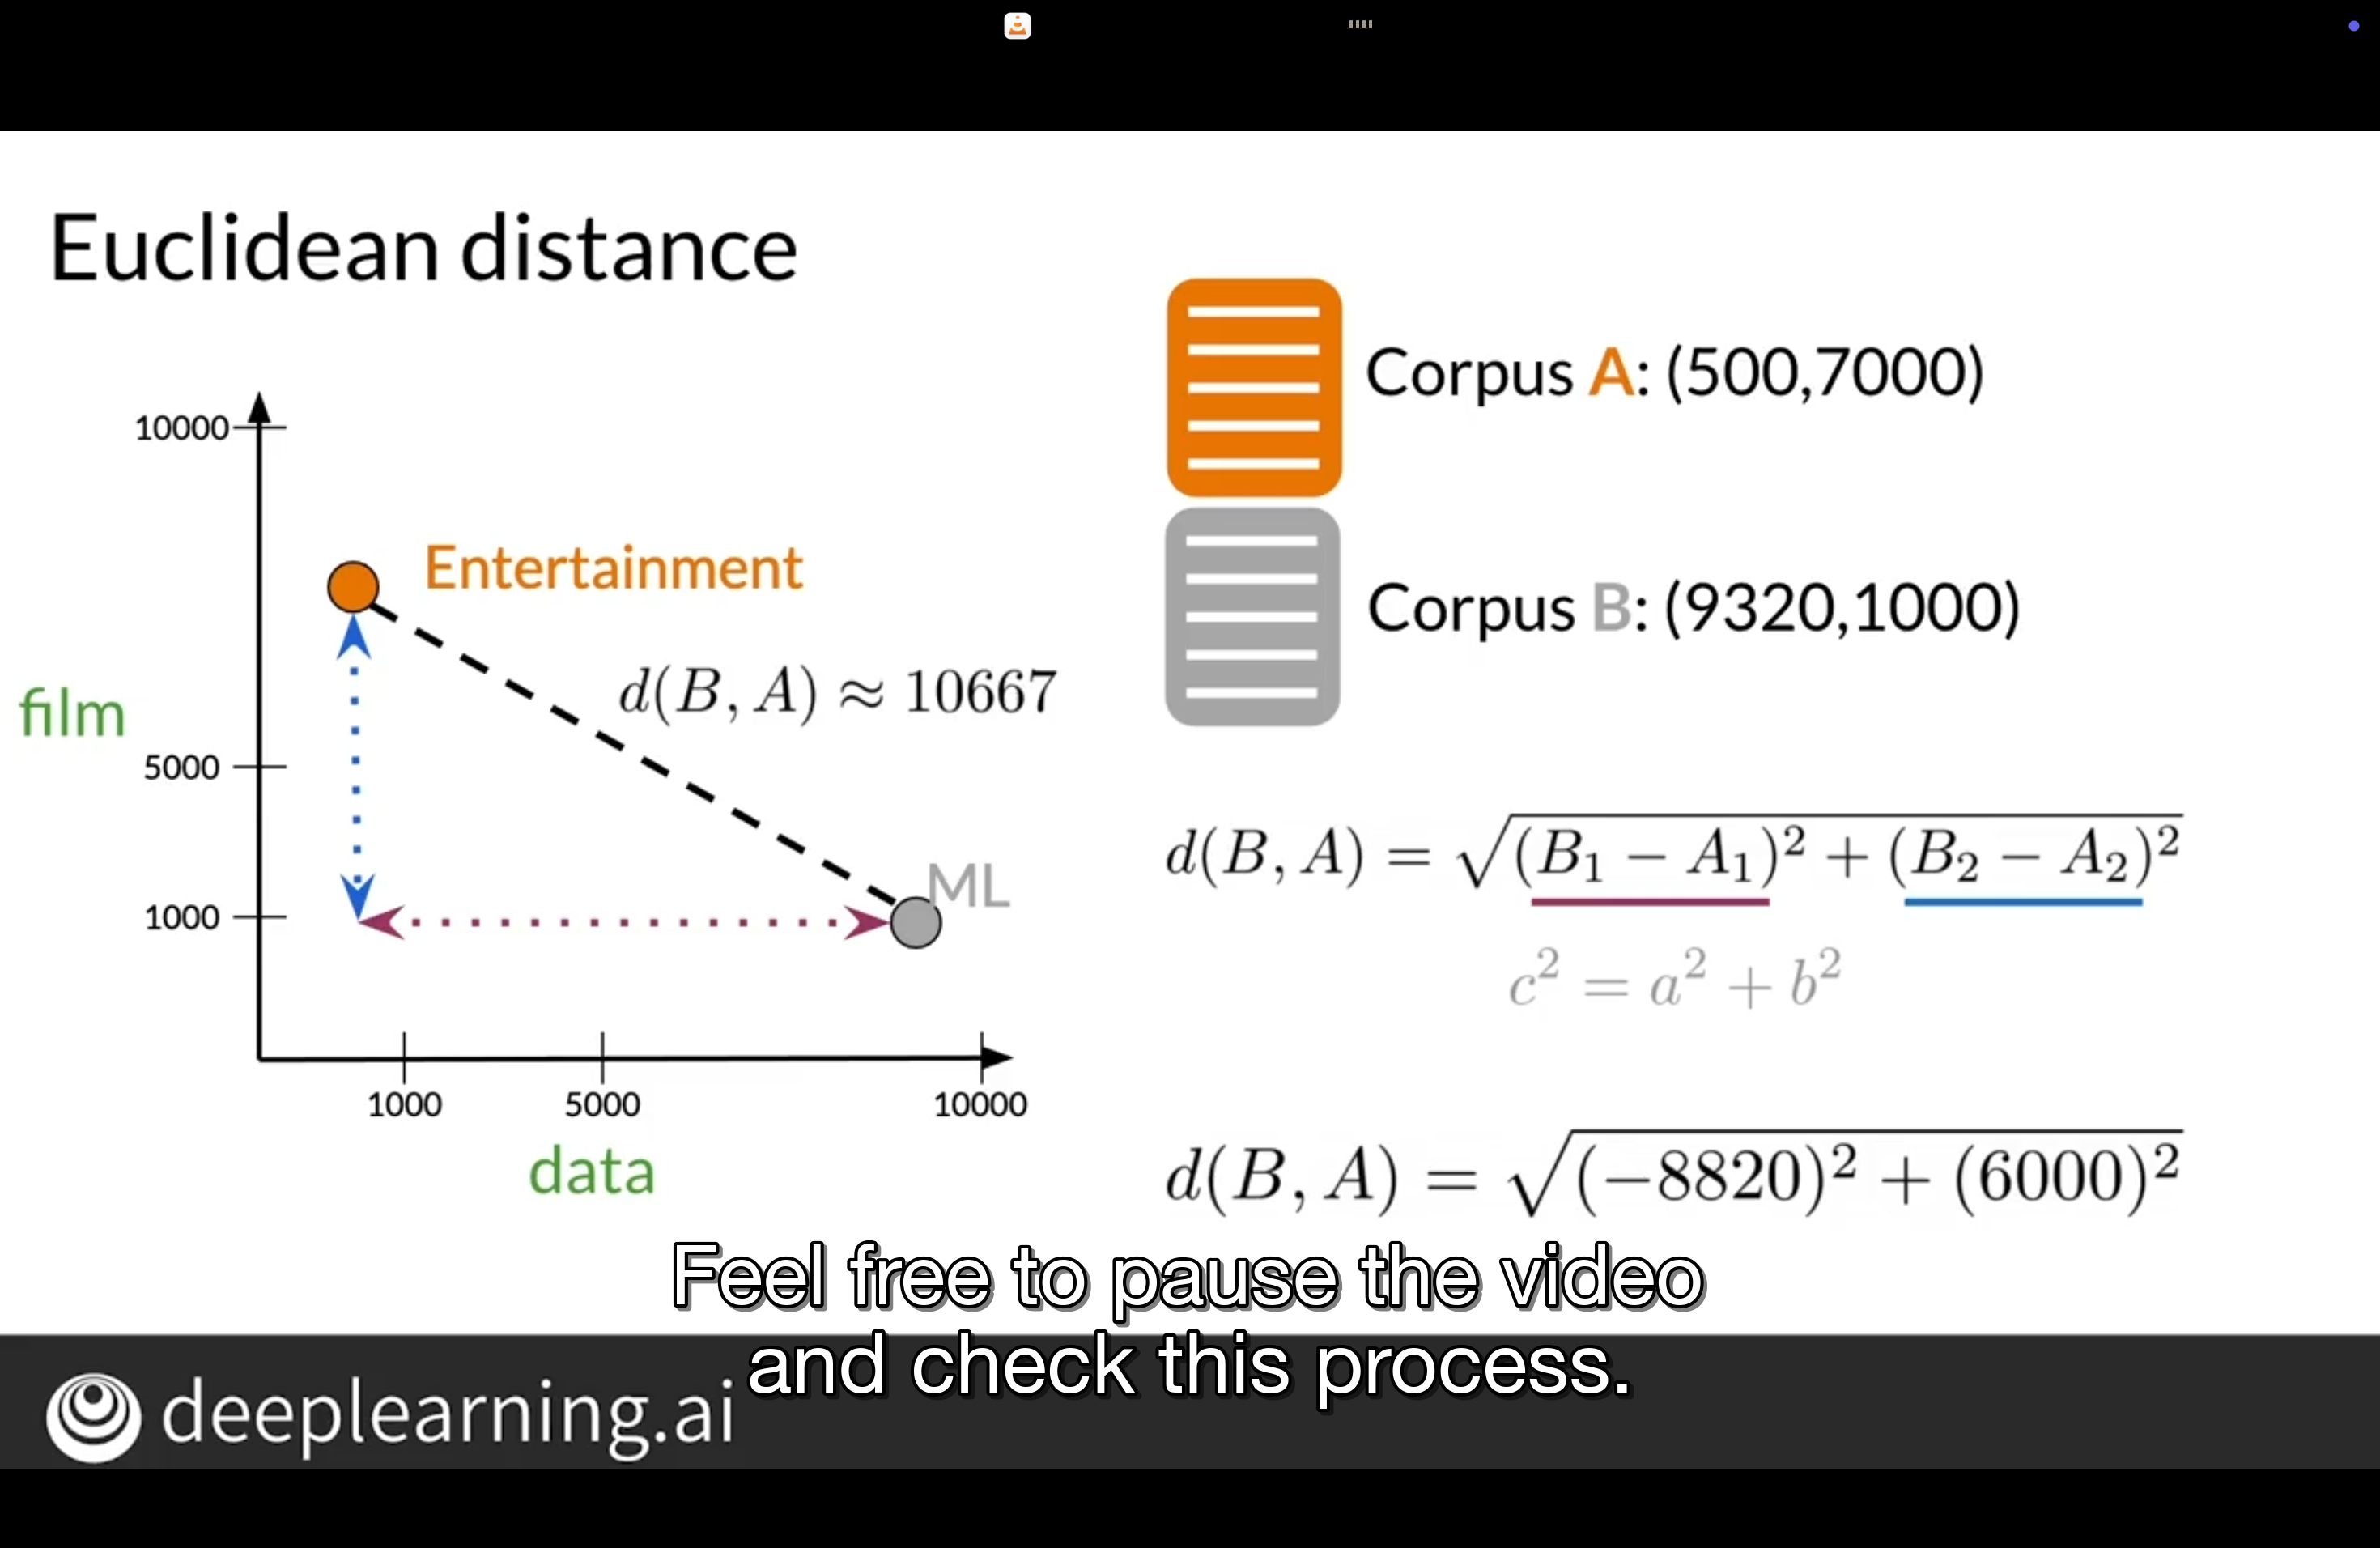 Euclidean distance
Corpus A: (500,7000)
10000
Entertainment
Corpus B: (9320,1000)
d(B, A) ≈ 10667
film
5000
d(B, A) = √(B₁ − A₁)² + (B₂ − A₂)²
ML
1000
c² = a² + b²
1000 5000 10000
data
d(B, A) = √(−8820)² + (6000)²
Feel free to pause the video
and check this process.
deeplearning.ai